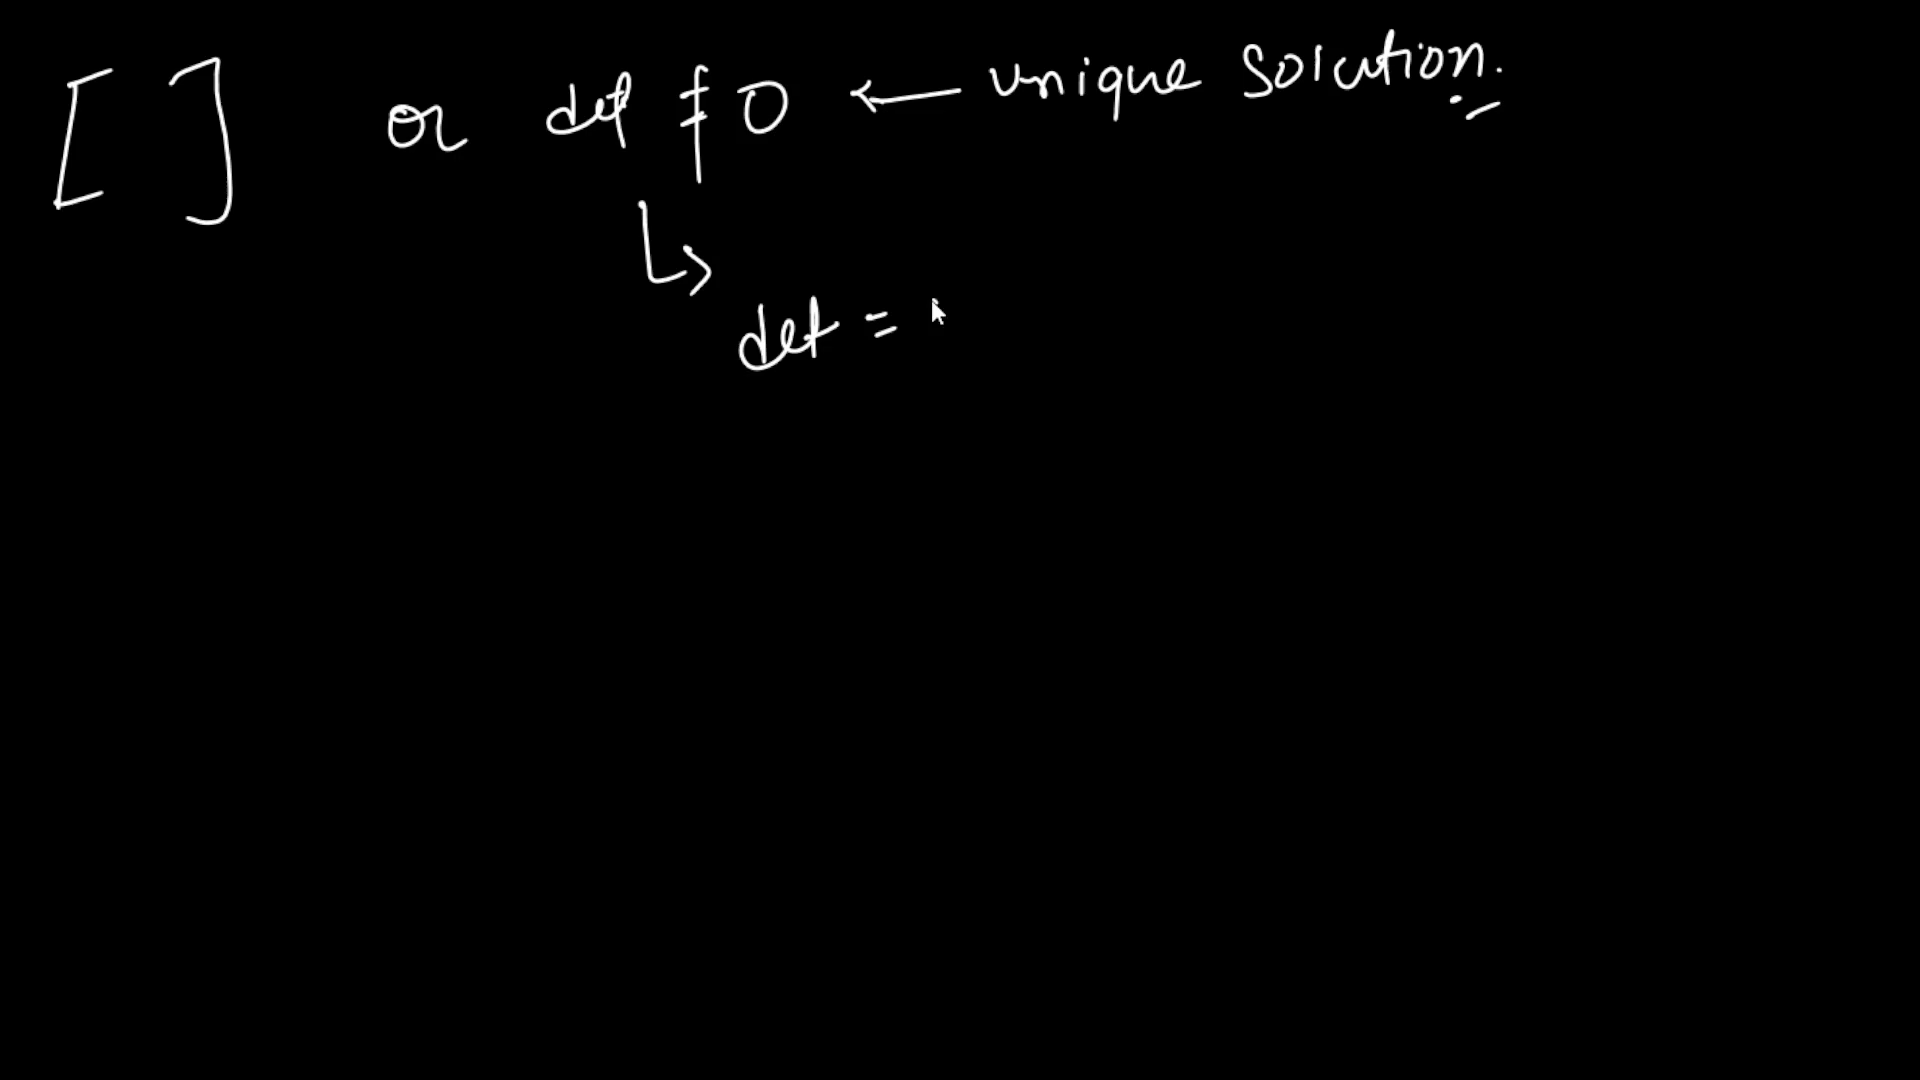 [ ] or det ≠ 0 ← unique solution.
↳
det =